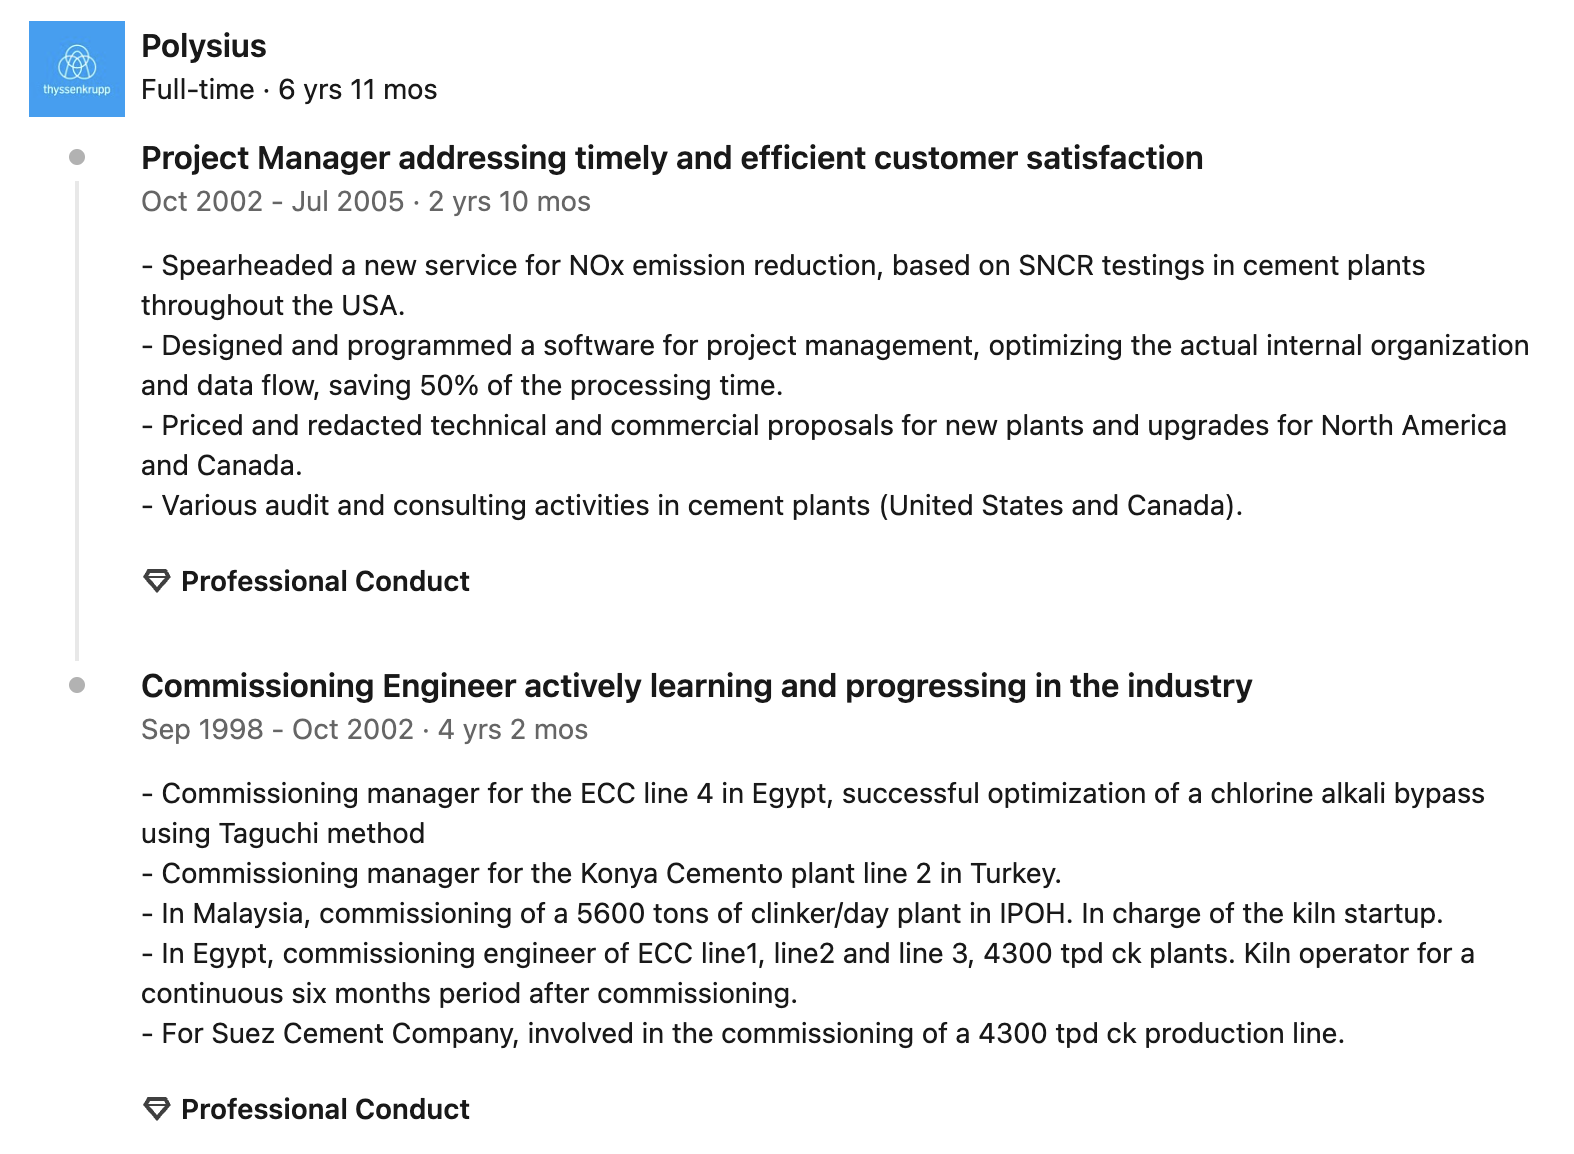 thyssenkrupp
Polysius
Full-time · 6 yrs 11 mos
Project Manager addressing timely and efficient customer satisfaction
Oct 2002 - Jul 2005 · 2 yrs 10 mos
- Spearheaded a new service for NOx emission reduction, based on SNCR testings in cement plants
throughout the USA.
- Designed and programmed a software for project management, optimizing the actual internal organization
and data flow, saving 50% of the processing time.
- Priced and redacted technical and commercial proposals for new plants and upgrades for North America
and Canada.
- Various audit and consulting activities in cement plants (United States and Canada).
Professional Conduct
Commissioning Engineer actively learning and progressing in the industry
Sep 1998 - Oct 2002 · 4 yrs 2 mos
- Commissioning manager for the ECC line 4 in Egypt, successful optimization of a chlorine alkali bypass
using Taguchi method
- Commissioning manager for the Konya Cemento plant line 2 in Turkey.
- In Malaysia, commissioning of a 5600 tons of clinker/day plant in IPOH. In charge of the kiln startup.
- In Egypt, commissioning engineer of ECC line1, line2 and line 3, 4300 tpd ck plants. Kiln operator for a
continuous six months period after commissioning.
- For Suez Cement Company, involved in the commissioning of a 4300 tpd ck production line.
Professional Conduct